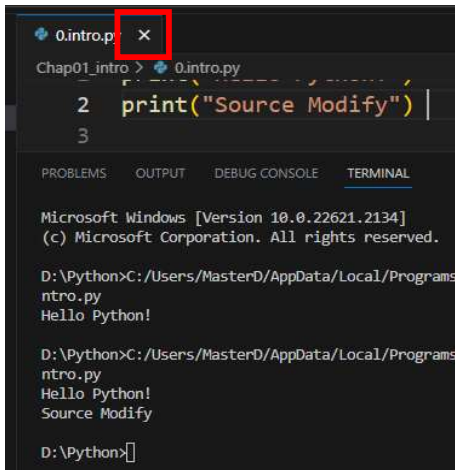 0.intro.py
Chap01_intro > 0.intro.py
2 print("Source Modify")
3
PROBLEMS OUTPUT DEBUG CONSOLE TERMINAL
Microsoft Windows [Version 10.0.22621.2134]
(c) Microsoft Corporation. All rights reserved.
D:\Python>C:/Users/MasterD/AppData/Local/Programs
ntro.py
Hello Python!
D:\Python>C:/Users/MasterD/AppData/Local/Programs
ntro.py
Hello Python!
Source Modify
D:\Python>